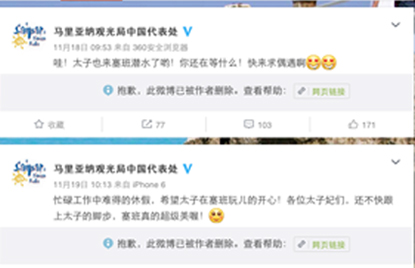 马里亚纳观光局中国代表处
11月18日 09:53 来自 360安全浏览器
哇！太子也来塞班潜水了哟！你还在等什么！快来求偶遇啊
抱歉，此微博已被作者删除。查看帮助： 网页链接
收藏 77 103 171
马里亚纳观光局中国代表处
11月19日 10:13 来自 iPhone 6
忙碌工作中难得的休假，希望太子在塞班玩儿的开心！各位太子妃们，还不快跟
上太子的脚步，塞班真的超级美喔！
抱歉，此微博已被作者删除。查看帮助： 网页链接